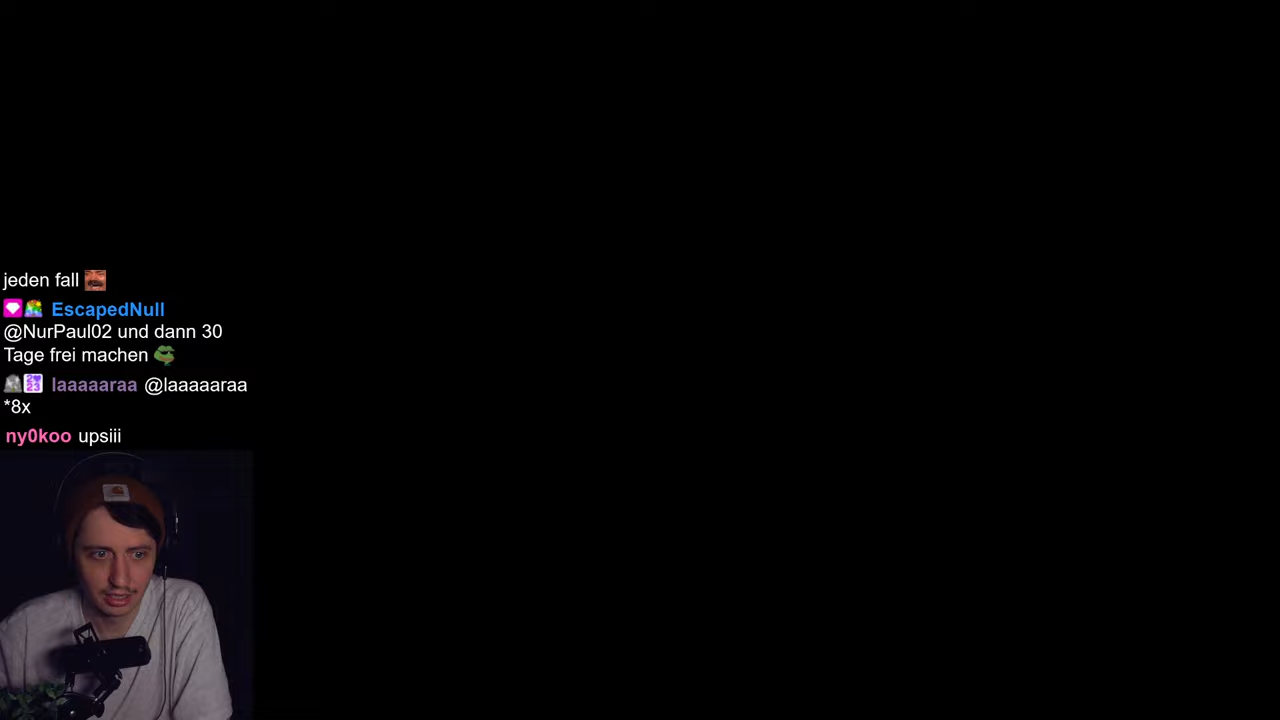 jeden fall
EscapedNull
@NurPaul02 und dann 30
Tage frei machen
laaaaaraa @laaaaaraa
*8x
ny0koo upsiii